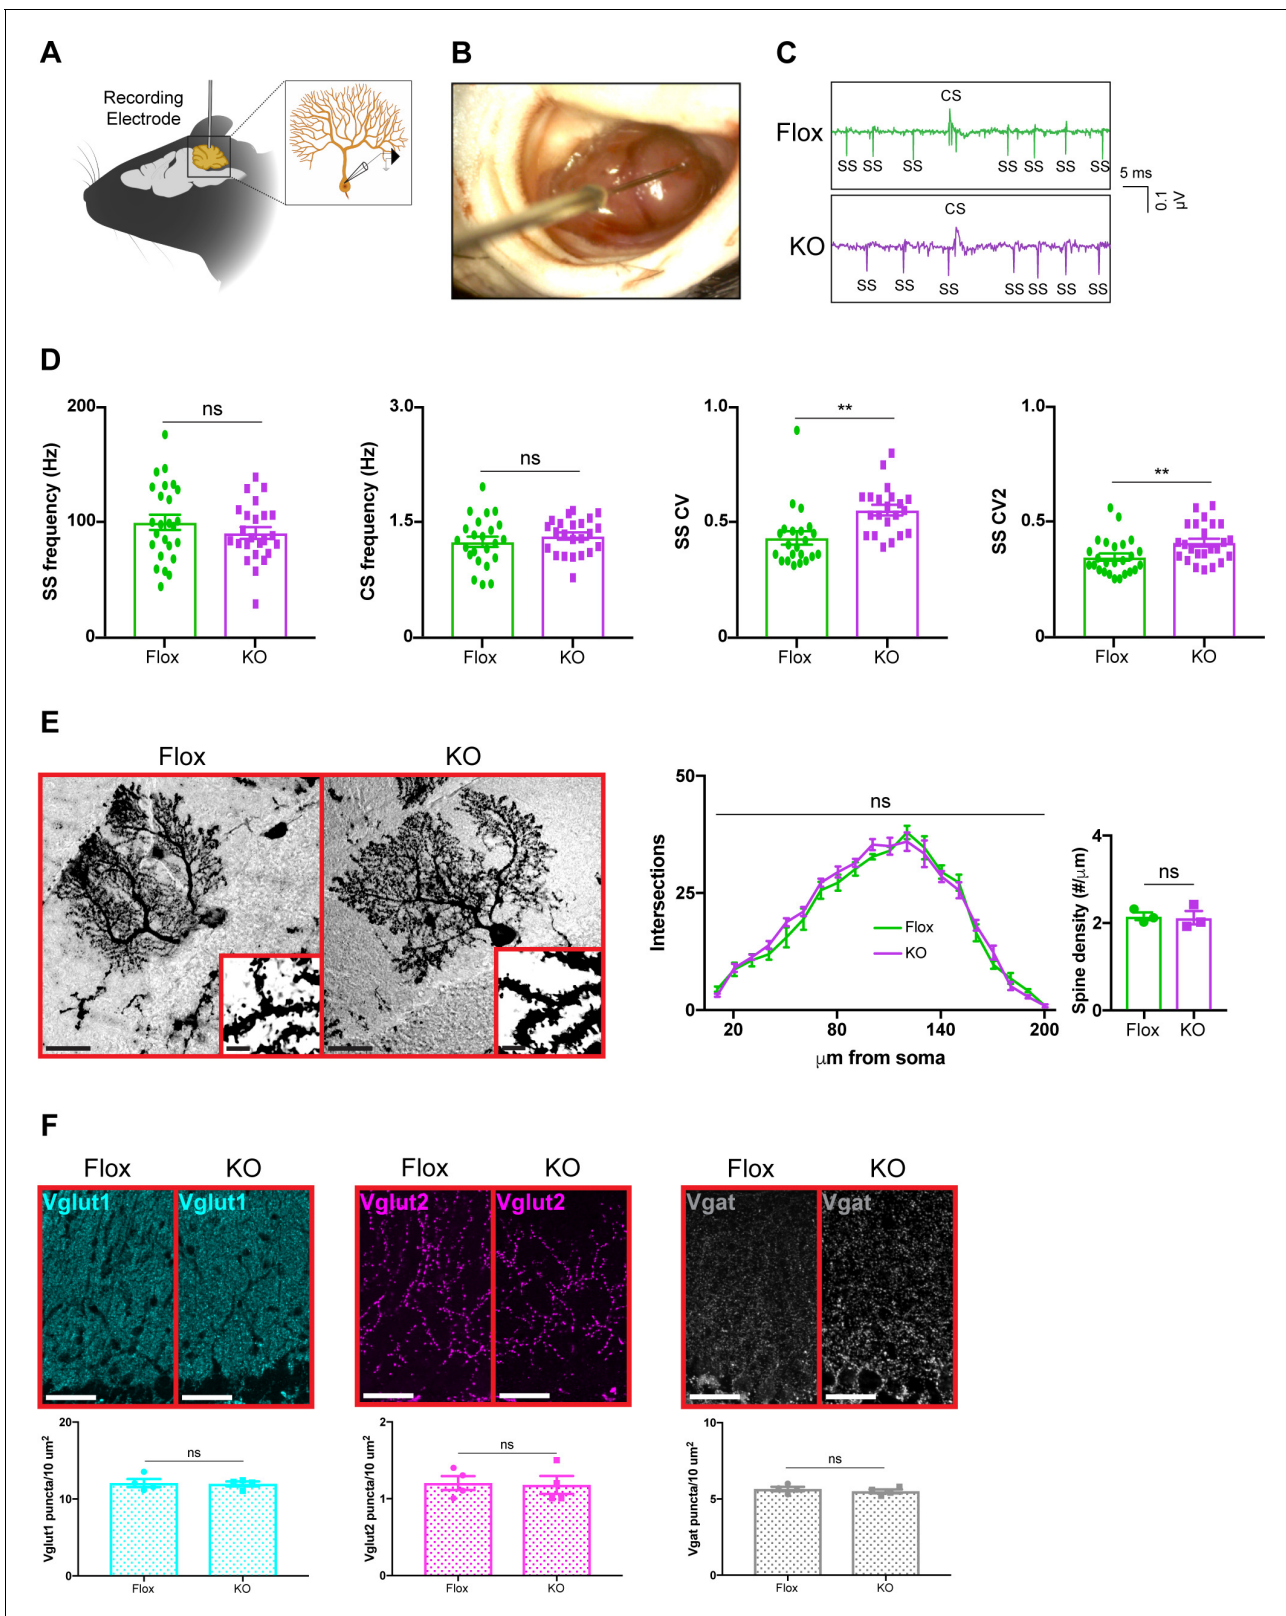 A
Recording
Electrode
B
C
Flox
CS
SS SS SS SS SS SS SS
5 ms
0.1
µV
KO
CS
SS SS SS SS SS SS SS
D
SS frequency (Hz)
200
100
0
ns
Flox KO
CS frequency (Hz)
3.0
1.5
0
ns
Flox KO
SS CV
1.0
0.5
0
**
Flox KO
SS CV2
1.0
0.5
0
**
Flox KO
E
Flox KO
Intersections
50
25
0
ns
Flox
KO
20 80 140 200
µm from soma
Spine density (#/µm)
4
2
0
ns
Flox KO
F
Flox KO
Vglut1 Vglut1
Flox KO
Vglut2 Vglut2
Flox KO
Vgat Vgat
Vglut1 puncta/10 um²
20
10
0
ns
Flox KO
Vglut2 puncta/10 um²
2
1
0
ns
Flox KO
Vgat puncta/10 um²
10
5
0
ns
Flox KO